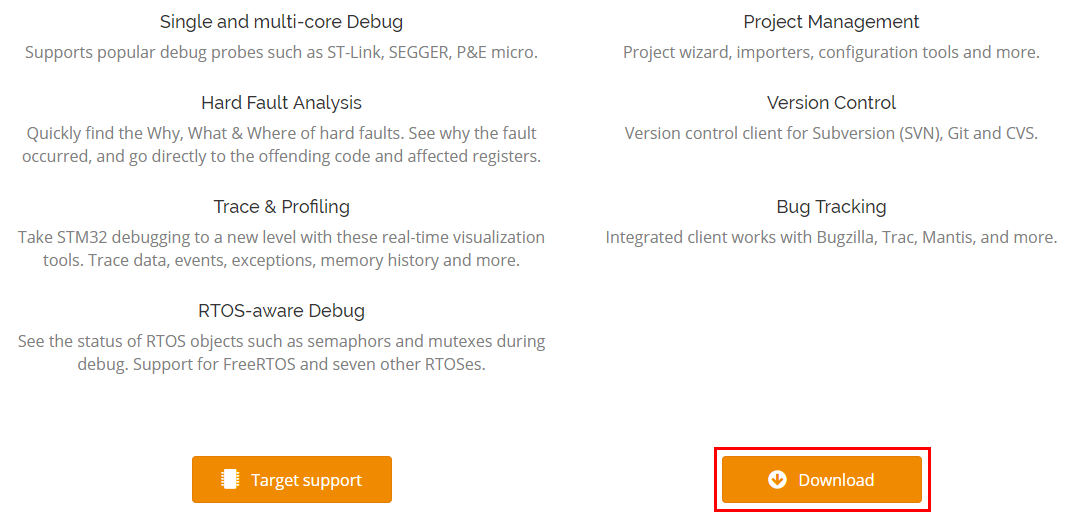 Single and multi-core Debug
Supports popular debug probes such as ST-Link, SEGGER, P&E micro.
Hard Fault Analysis
Quickly find the Why, What & Where of hard faults. See why the fault
occurred, and go directly to the offending code and affected registers.
Trace & Profiling
Take STM32 debugging to a new level with these real-time visualization
tools. Trace data, events, exceptions, memory history and more.
RTOS-aware Debug
See the status of RTOS objects such as semaphors and mutexes during
debug. Support for FreeRTOS and seven other RTOSes.
Target support
Project Management
Project wizard, importers, configuration tools and more.
Version Control
Version control client for Subversion (SVN), Git and CVS.
Bug Tracking
Integrated client works with Bugzilla, Trac, Mantis, and more.
Download